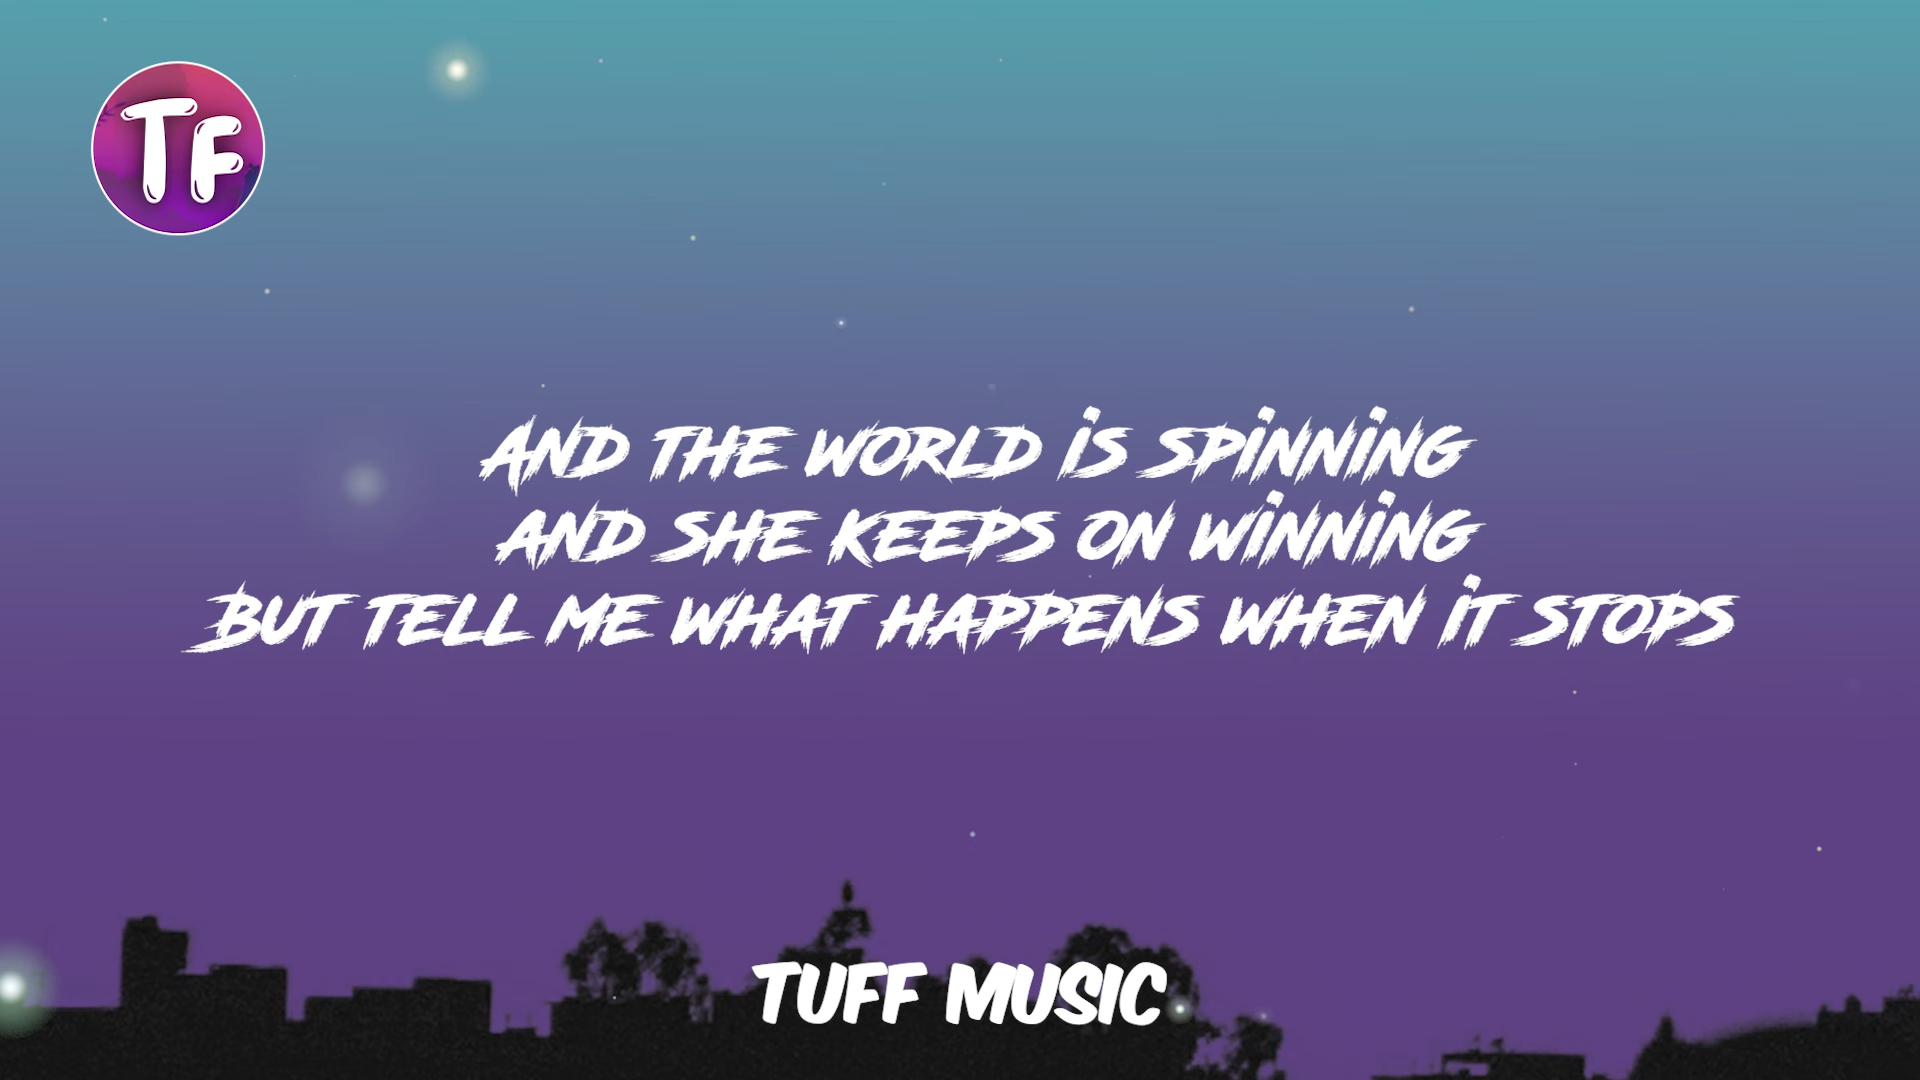 TF
AND THE WORLD iS SPiNNiNG
AND SHE KEEPS ON WiNNiNG
BUT TELL ME WHAT HAPPENS WHEN iT STOPS
TUFF MUSIC